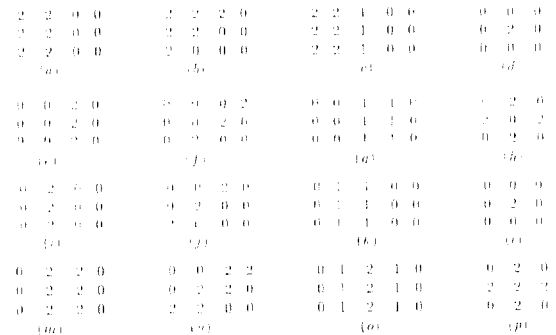 2 2 0 0 2 2 2 0 2 2 1 0 0 0 0 0
2 2 0 0 2 2 0 0 2 2 1 0 0 0 2 0
2 2 0 0 2 0 0 0 2 2 1 0 0 0 0 0
(a) (b) (c) (d
0 0 2 0 0 0 0 2 0 0 1 1 0 2 0
0 0 2 0 0 0 2 0 0 0 1 1 0 2 0 2
0 0 2 0 0 2 0 0 0 0 1 1 0 0 2 0
(e) (f) (g) (h)
0 2 0 0 0 0 2 0 0 1 1 0 0 0 0 0
0 2 0 0 0 2 0 0 0 1 1 0 0 0 2 0
0 2 0 0 0 0 0 1 1 0 0 0 0 0
(i) (j) (k) (l)
0 2 2 0 0 0 2 2 0 1 2 1 0 0 2 0
0 2 2 0 0 2 2 0 0 1 2 1 0 2 2 2
0 2 2 0 2 2 0 0 0 1 2 1 0 0 2 0
(m) (n) (o) (p)